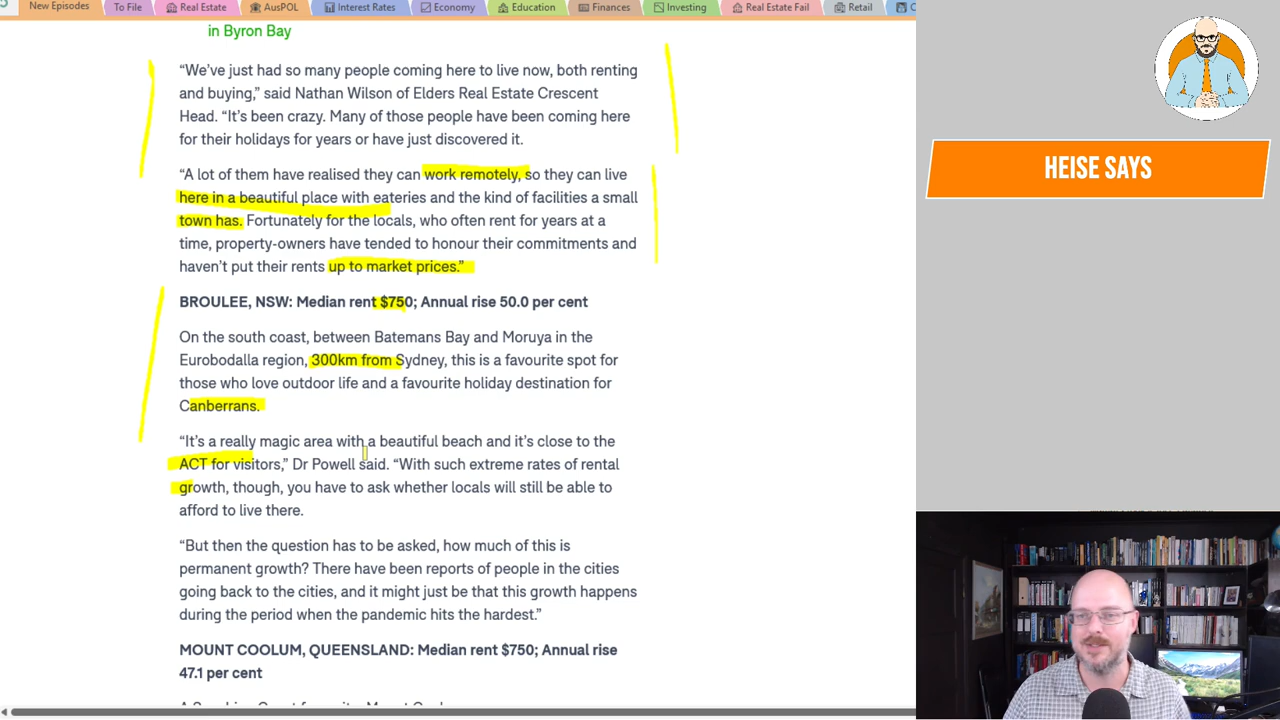 New Episodes To File Real Estate AusPOL Interest Rates Economy Education Finances Investing Real Estate Fail Retail
in Byron Bay
“We’ve just had so many people coming here to live now, both renting
and buying,” said Nathan Wilson of Elders Real Estate Crescent
Head. “It’s been crazy. Many of those people have been coming here
for their holidays for years or have just discovered it.
“A lot of them have realised they can work remotely, so they can live
here in a beautiful place with eateries and the kind of facilities a small
town has. Fortunately for the locals, who often rent for years at a
time, property-owners have tended to honour their commitments and
haven’t put their rents up to market prices.”
BROULEE, NSW: Median rent $750; Annual rise 50.0 per cent
On the south coast, between Batemans Bay and Moruya in the
Eurobodalla region, 300km from Sydney, this is a favourite spot for
those who love outdoor life and a favourite holiday destination for
Canberrans.
“It’s a really magic area with a beautiful beach and it’s close to the
ACT for visitors,” Dr Powell said. “With such extreme rates of rental
growth, though, you have to ask whether locals will still be able to
afford to live there.
“But then the question has to be asked, how much of this is
permanent growth? There have been reports of people in the cities
going back to the cities, and it might just be that this growth happens
during the period when the pandemic hits the hardest.”
MOUNT COOLUM, QUEENSLAND: Median rent $750; Annual rise
47.1 per cent
HEISE SAYS